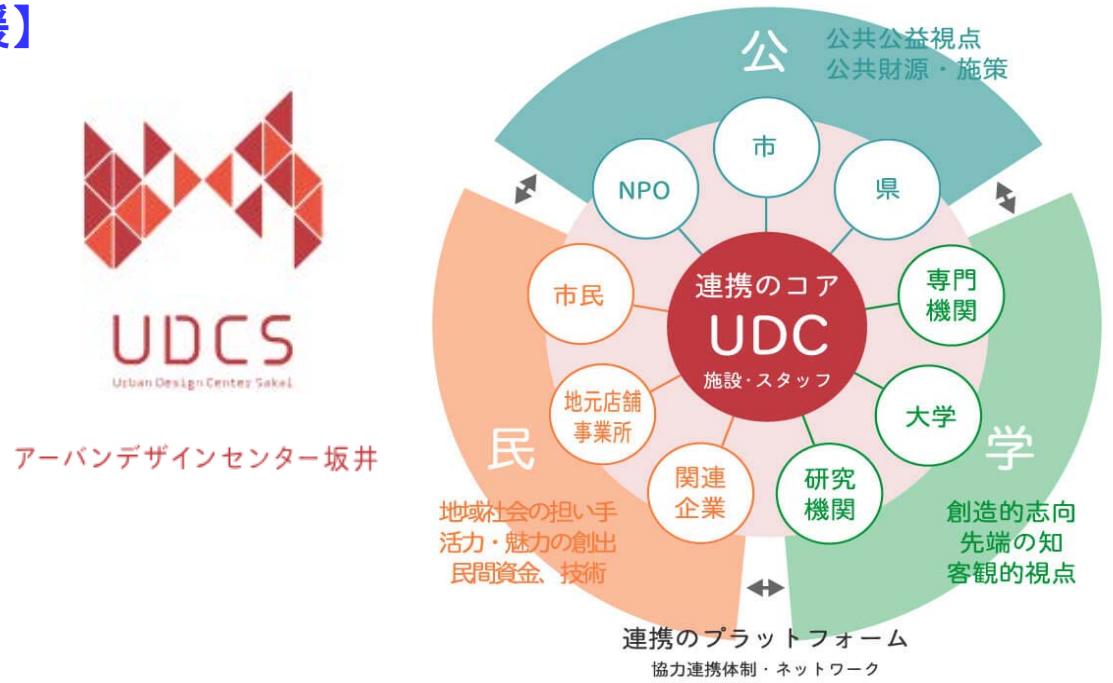 援】
UDCS
Urban Design Center Sakai
アーバンデザインセンター坂井
公
公共公益視点
公共財源・施策
市
NPO
県
市民
専門
機関
連携のコア
UDC
施設・スタッフ
地元店舗
事業所
大学
関連
企業
研究
機関
民
地域社会の担い手
活力・魅力の創出
民間資金、技術
学
創造的志向
先端の知
客観的視点
連携のプラットフォーム
協力連携体制・ネットワーク